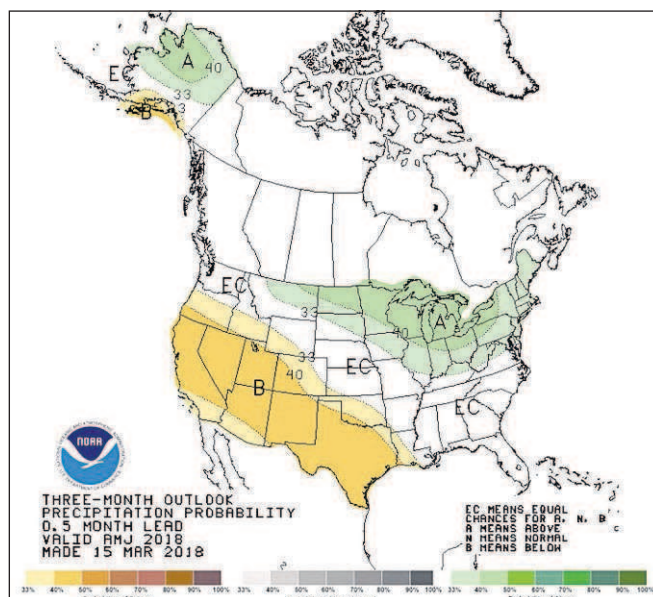 A
40
EC
33
3
B
EC
A
33
40
33
EC
40
B
EC
NOAA
THREE-MONTH OUTLOOK
PRECIPITATION PROBABILITY
0.5 MONTH LEAD
VALID AMJ 2018
MADE 15 MAR 2018
EC MEANS EQUAL
CHANCES FOR A, N, B
A MEANS ABOVE
N MEANS NORMAL
B MEANS BELOW
33% 40% 50% 60% 70% 80% 90% 100%
33% 40% 50% 60% 70% 80% 90% 100%
33% 40% 50% 60% 70% 80% 90% 100%